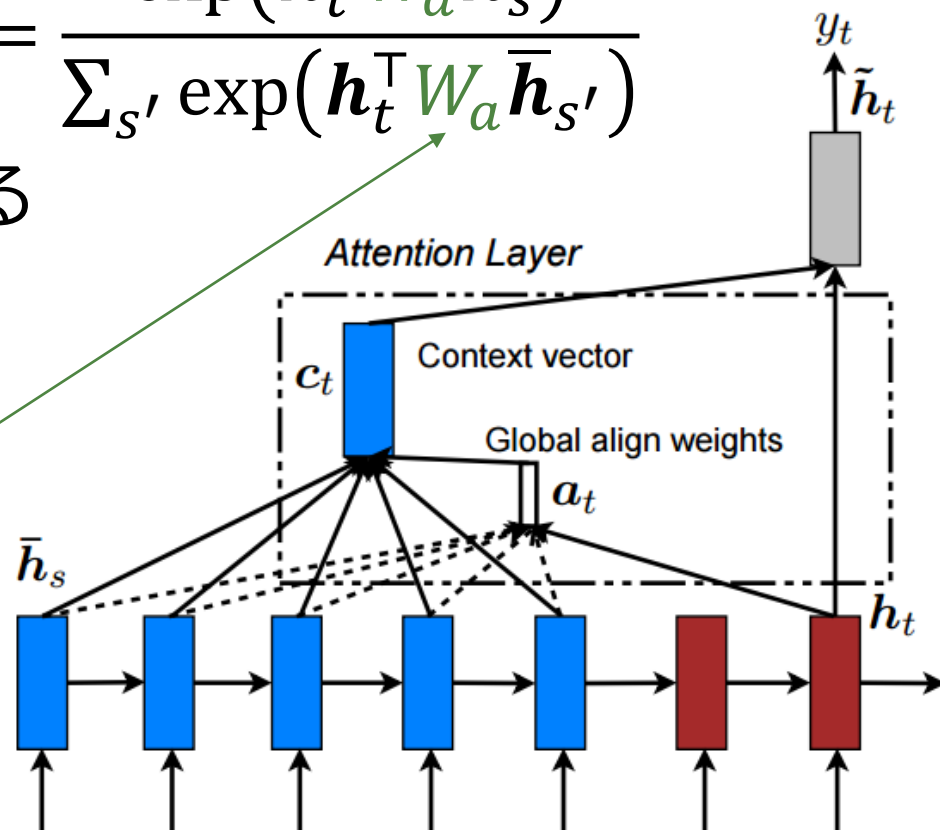 = exp(h_t^⊤ W_a h̄_s)
Σ_{s′} exp(h_t^⊤ W_a h̄_{s′})
る
y_t
h̃_t
Attention Layer
c_t
Context vector
Global align weights
a_t
h̄_s
h_t